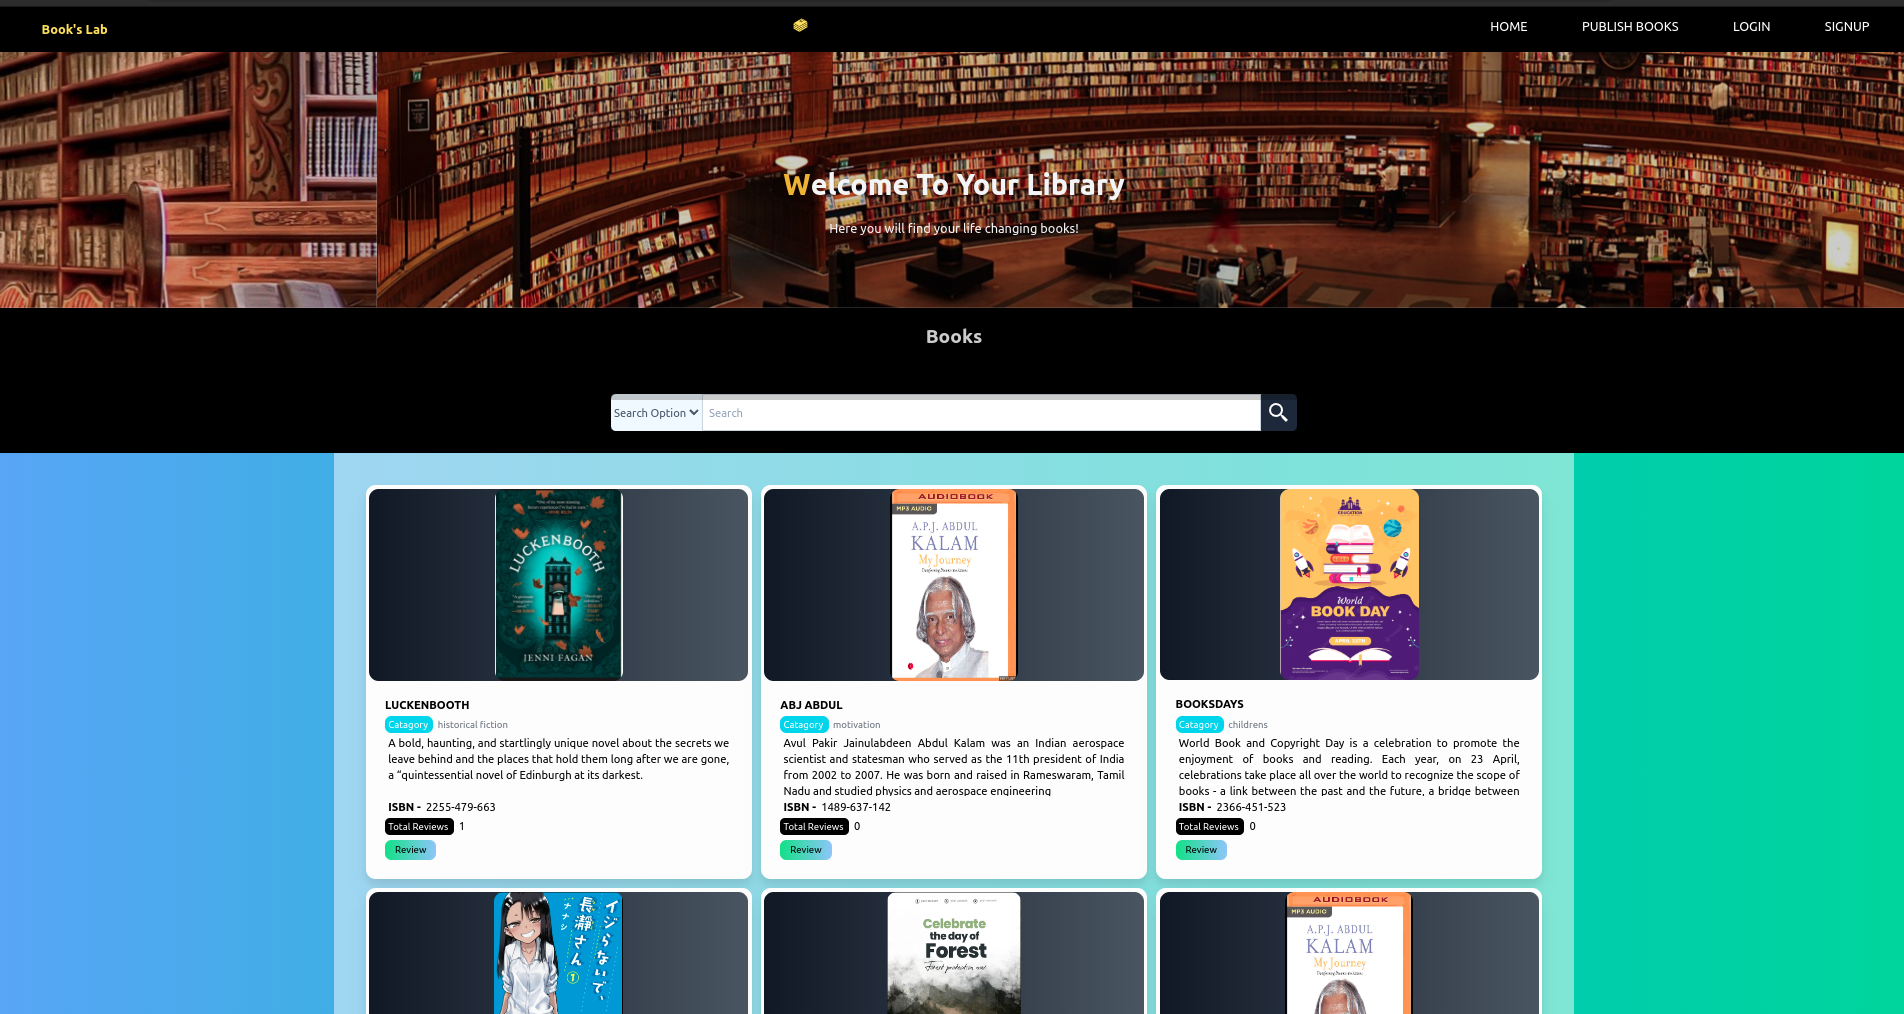 Book's Lab
HOME
PUBLISH BOOKS
LOGIN
SIGNUP
Welcome To Your Library
Here you will find your life changing books!
Books
Search Option
Search
LUCKENBOOTH
JENNI FAGAN
AUDIOBOOK
MP3 AUDIO
A.P.J. ABDUL
KALAM
My Journey
EDUCATION
World
BOOK DAY
LUCKENBOOTH
Catagory historical fiction
A bold, haunting, and startlingly unique novel about the secrets we
leave behind and the places that hold them long after we are gone,
a “quintessential novel of Edinburgh at its darkest.
ISBN - 2255-479-663
Total Reviews 1
Review
ABJ ABDUL
Catagory motivation
Avul Pakir Jainulabdeen Abdul Kalam was an Indian aerospace
scientist and statesman who served as the 11th president of India
from 2002 to 2007. He was born and raised in Rameswaram, Tamil
Nadu and studied physics and aerospace engineering
ISBN - 1489-637-142
Total Reviews 0
Review
BOOKSDAYS
Catagory childrens
World Book and Copyright Day is a celebration to promote the
enjoyment of books and reading. Each year, on 23 April,
celebrations take place all over the world to recognize the scope of
books - a link between the past and the future, a bridge between
ISBN - 2366-451-523
Total Reviews 0
Review
イジらないで、
長瀞さん
ナナシ
1
Celebrate
the day of
Forest
Forest protection now!
AUDIOBOOK
MP3 AUDIO
A.P.J. ABDUL
KALAM
My Journey